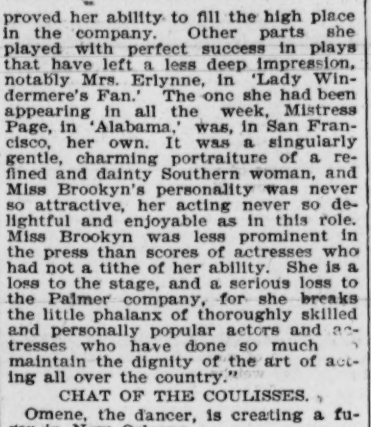 proved her ability to fill the high place
in the company. Other parts she
played with perfect success in plays
that have left a less deep impression,
notably Mrs. Erlynne, in 'Lady Win-
dermere's Fan.' The one she had been
appearing in all the week, Mistress
Page, in 'Alabama,' was, in San Fran-
cisco, her own. It was a singularly
gentle, charming portraiture of a re-
fined and dainty Southern woman, and
Miss Brookyn's personality was never
so attractive, her acting never so de-
lightful and enjoyable as in this role.
Miss Brookyn was less prominent in
the press than scores of actresses who
had not a tithe of her ability. She is a
loss to the stage, and a serious loss to
the Palmer company, for she breaks
the little phalanx of thoroughly skilled
and personally popular actors and ac-
tresses who have done so much
maintain the dignity of the art of act-
ing all over the country."
CHAT OF THE COULISSES.
Omene, the dancer, is creating a fu-